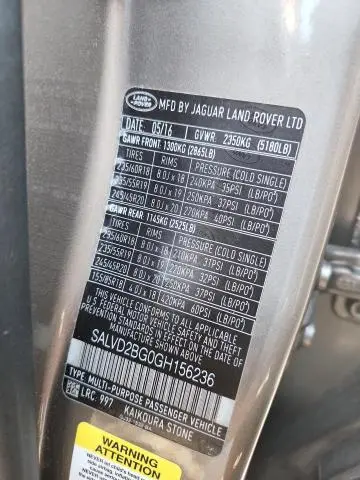 LAND ROVER
MFD BY JAGUAR LAND ROVER LTD
05/16 GVWR 2350KG (5180LB)
GAWR FRONT 1300KG (2865LB)
TIRES RIMS PRESSURE (COLD SINGLE)
235/60R18 8.0J x 18 240KPA 35PSI (LB/PO²)
235/55R19 8.0J x 19 250KPA 37PSI (LB/PO²)
245/45R20 8.0J x 20 270KPA 40PSI (LB/PO²)
GAWR REAR 1145KG (2525LB)
TIRES RIMS PRESSURE (COLD SINGLE)
235/60R18 8.0J x 18 210KPA 31PSI (LB/PO²)
235/55R19 8.0J x 19 220KPA 32PSI (LB/PO²)
245/45R20 8.0J x 20 255KPA 37PSI (LB/PO²)
155/85R18 4.0J x 18 420KPA 60PSI (LB/PO²)
THIS VEHICLE CONFORMS TO ALL APPLICABLE
U.S. FEDERAL MOTOR VEHICLE SAFETY AND THEFT
PREVENTION STANDARDS IN EFFECT ON THE DATE OF
MANUFACTURE SHOWN ABOVE.
SALVD2BG0GH156236
TYPE: MULTI-PURPOSE PASSENGER VEHICLE
LRC. 997 KAIKOURA STONE
WARNING
ATTENTION